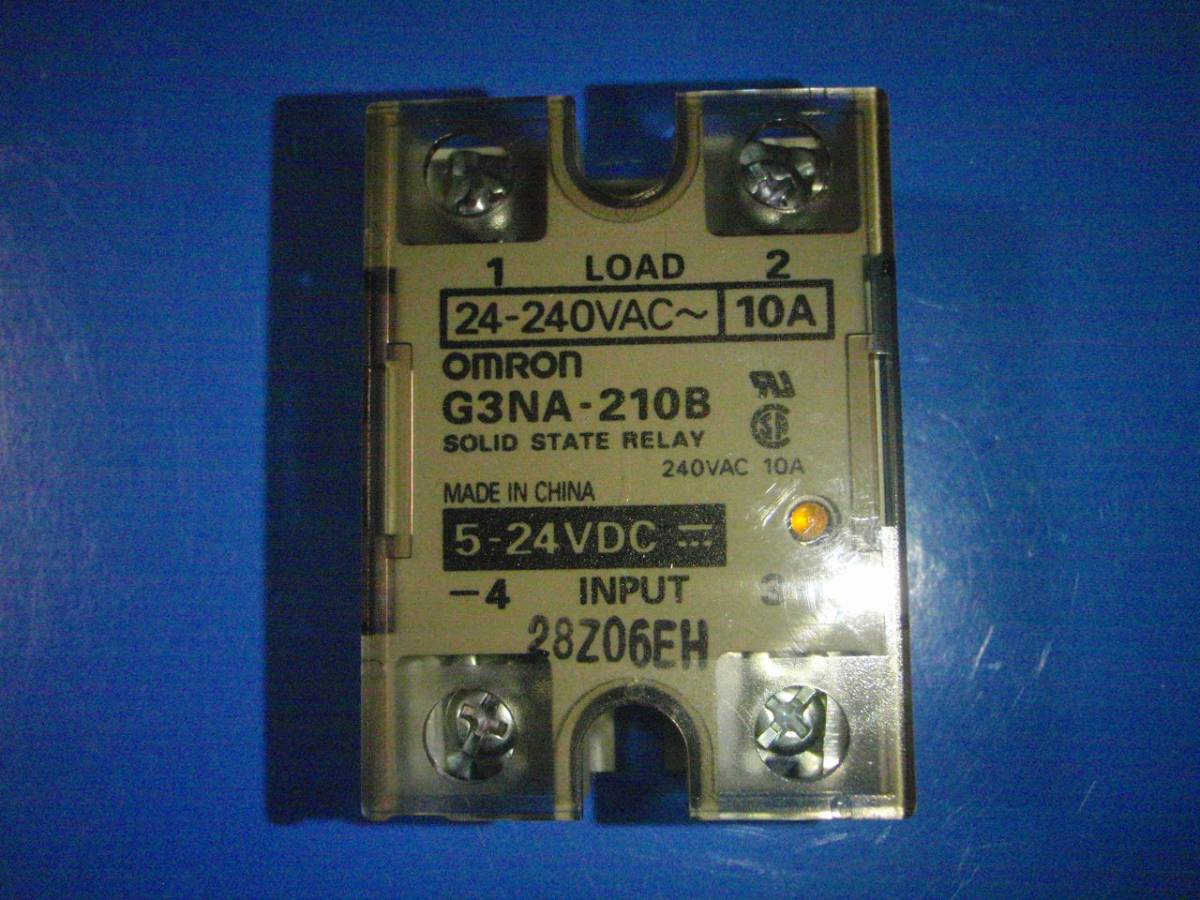 1 LOAD 2
24-240VAC~ 10A
OMRON
G3NA-210B
SOLID STATE RELAY
240VAC 10A
MADE IN CHINA
5-24VDC ⎓
−4 INPUT 3
28Z06EH